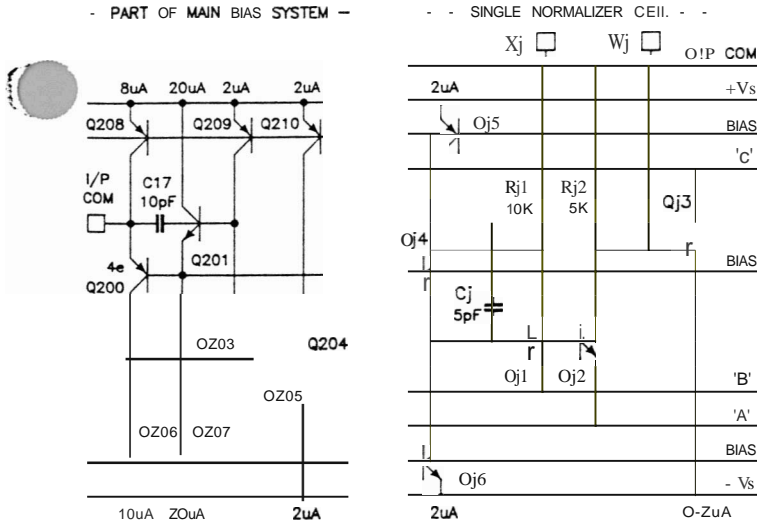 - PART OF MAIN BIAS SYSTEM —
- - SINGLE NORMALIZER CEII. - -
Xj Wj
O!P COM
8uA 20uA 2uA 2uA
2uA
+Vs
Q208 Q209 Q210
Oj5
BIAS
'C'
I/P COM
C17
10pF
Rj1 Rj2
10K 5K
Qj3
4e
Q200
Q201
Oj4
r
BIAS
L
r
Cj
5pF
L i.
r
OZ03
Q204
Oj1 Oj2
OZ05
'B'
'A'
OZ06 OZ07
BIAS
L
Oj6
- Vs
10uA ZOuA 2uA
2uA
O-ZuA